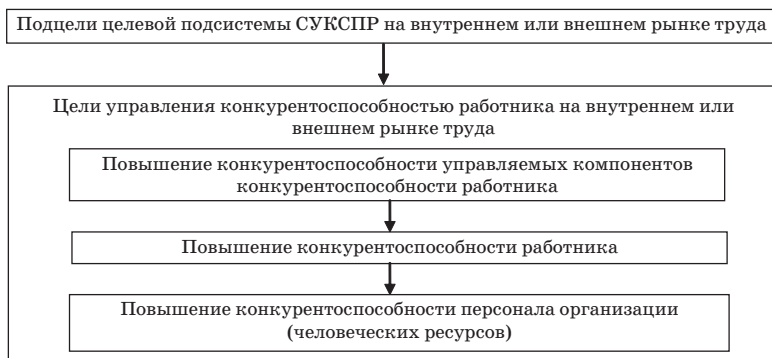 Подцели целевой подсистемы СУКСПР на внутреннем или внешнем рынке труда
Цели управления конкурентоспособностью работника на внутреннем или
внешнем рынке труда
Повышение конкурентоспособности управляемых компонентов
конкурентоспособности работника
Повышение конкурентоспособности работника
Повышение конкурентоспособности персонала организации
(человеческих ресурсов)